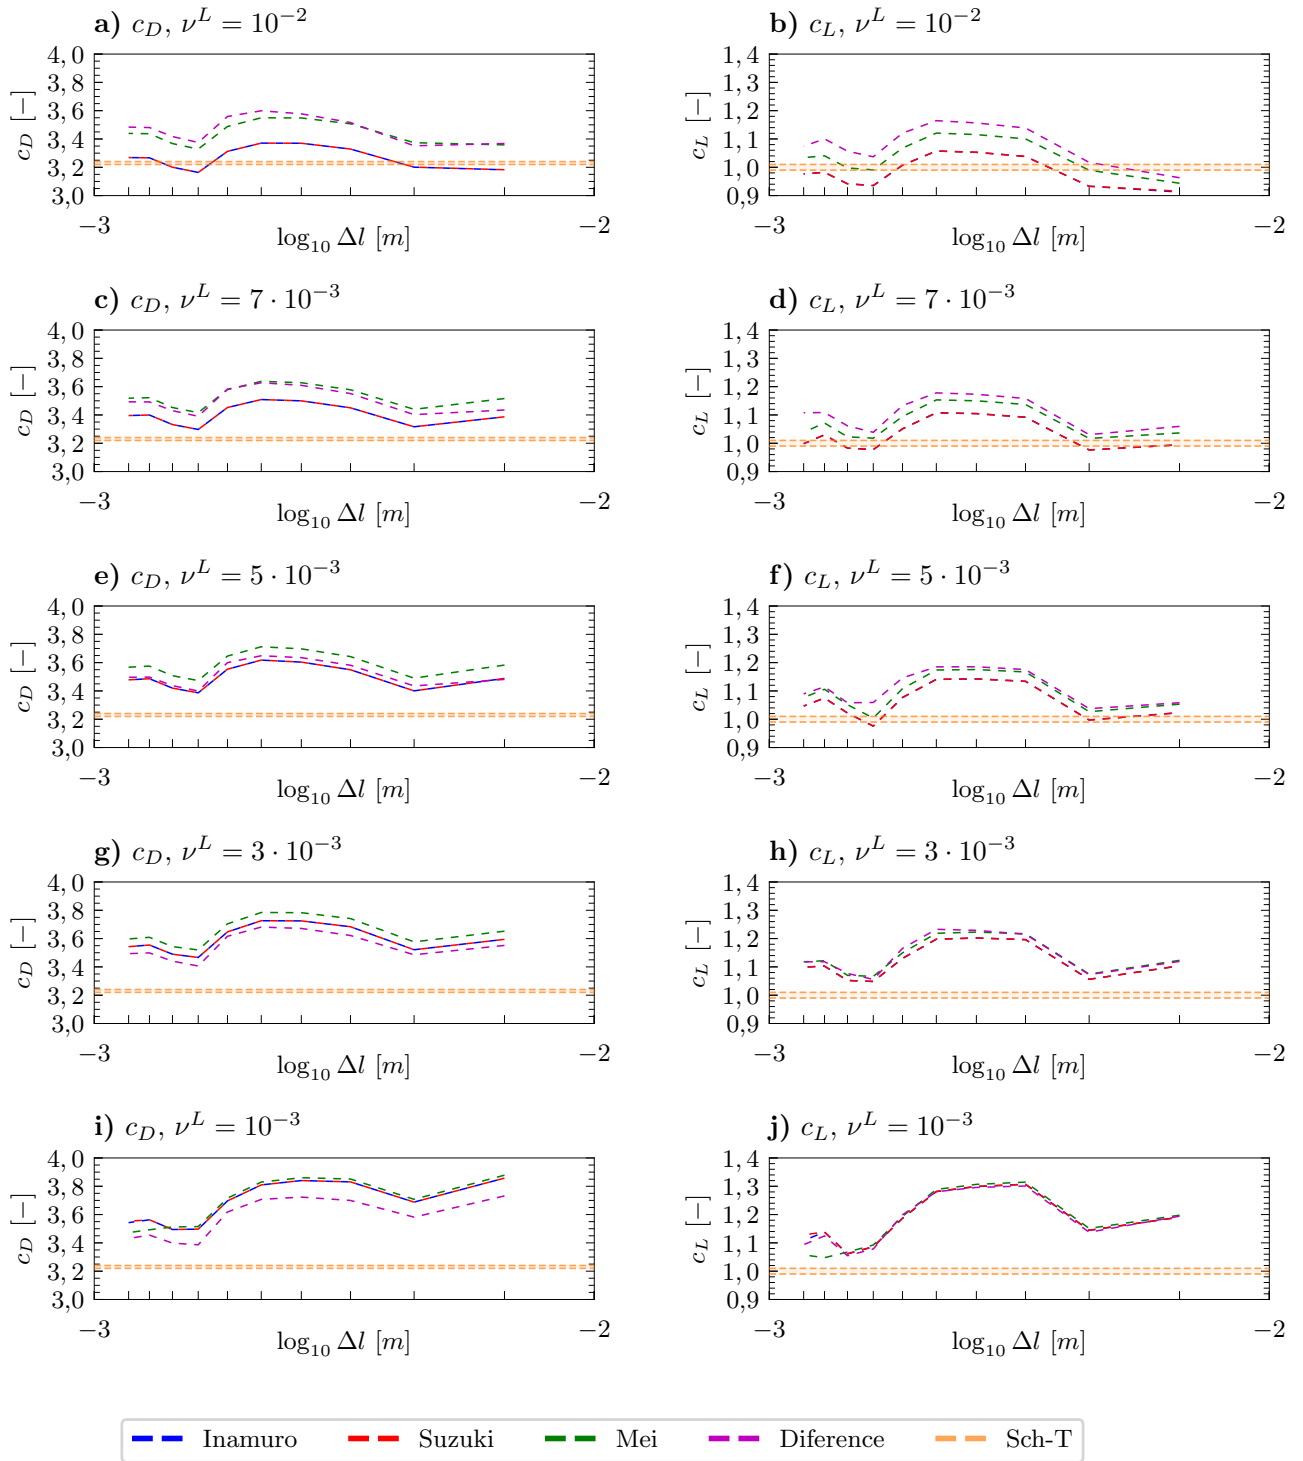 a) c_D, ν^L = 10^−2
4,0
3,8
3,6
3,4
3,2
3,0
c_D [−]
−3
−2
log_10 Δl [m]
b) c_L, ν^L = 10^−2
1,4
1,3
1,2
1,1
1,0
0,9
c_L [−]
−3
−2
log_10 Δl [m]
c) c_D, ν^L = 7 · 10^−3
4,0
3,8
3,6
3,4
3,2
3,0
c_D [−]
−3
−2
log_10 Δl [m]
d) c_L, ν^L = 7 · 10^−3
1,4
1,3
1,2
1,1
1,0
0,9
c_L [−]
−3
−2
log_10 Δl [m]
e) c_D, ν^L = 5 · 10^−3
4,0
3,8
3,6
3,4
3,2
3,0
c_D [−]
−3
−2
log_10 Δl [m]
f) c_L, ν^L = 5 · 10^−3
1,4
1,3
1,2
1,1
1,0
0,9
c_L [−]
−3
−2
log_10 Δl [m]
g) c_D, ν^L = 3 · 10^−3
4,0
3,8
3,6
3,4
3,2
3,0
c_D [−]
−3
−2
log_10 Δl [m]
h) c_L, ν^L = 3 · 10^−3
1,4
1,3
1,2
1,1
1,0
0,9
c_L [−]
−3
−2
log_10 Δl [m]
i) c_D, ν^L = 10^−3
4,0
3,8
3,6
3,4
3,2
3,0
c_D [−]
−3
−2
log_10 Δl [m]
j) c_L, ν^L = 10^−3
1,4
1,3
1,2
1,1
1,0
0,9
c_L [−]
−3
−2
log_10 Δl [m]
Inamuro Suzuki Mei Diference Sch-T